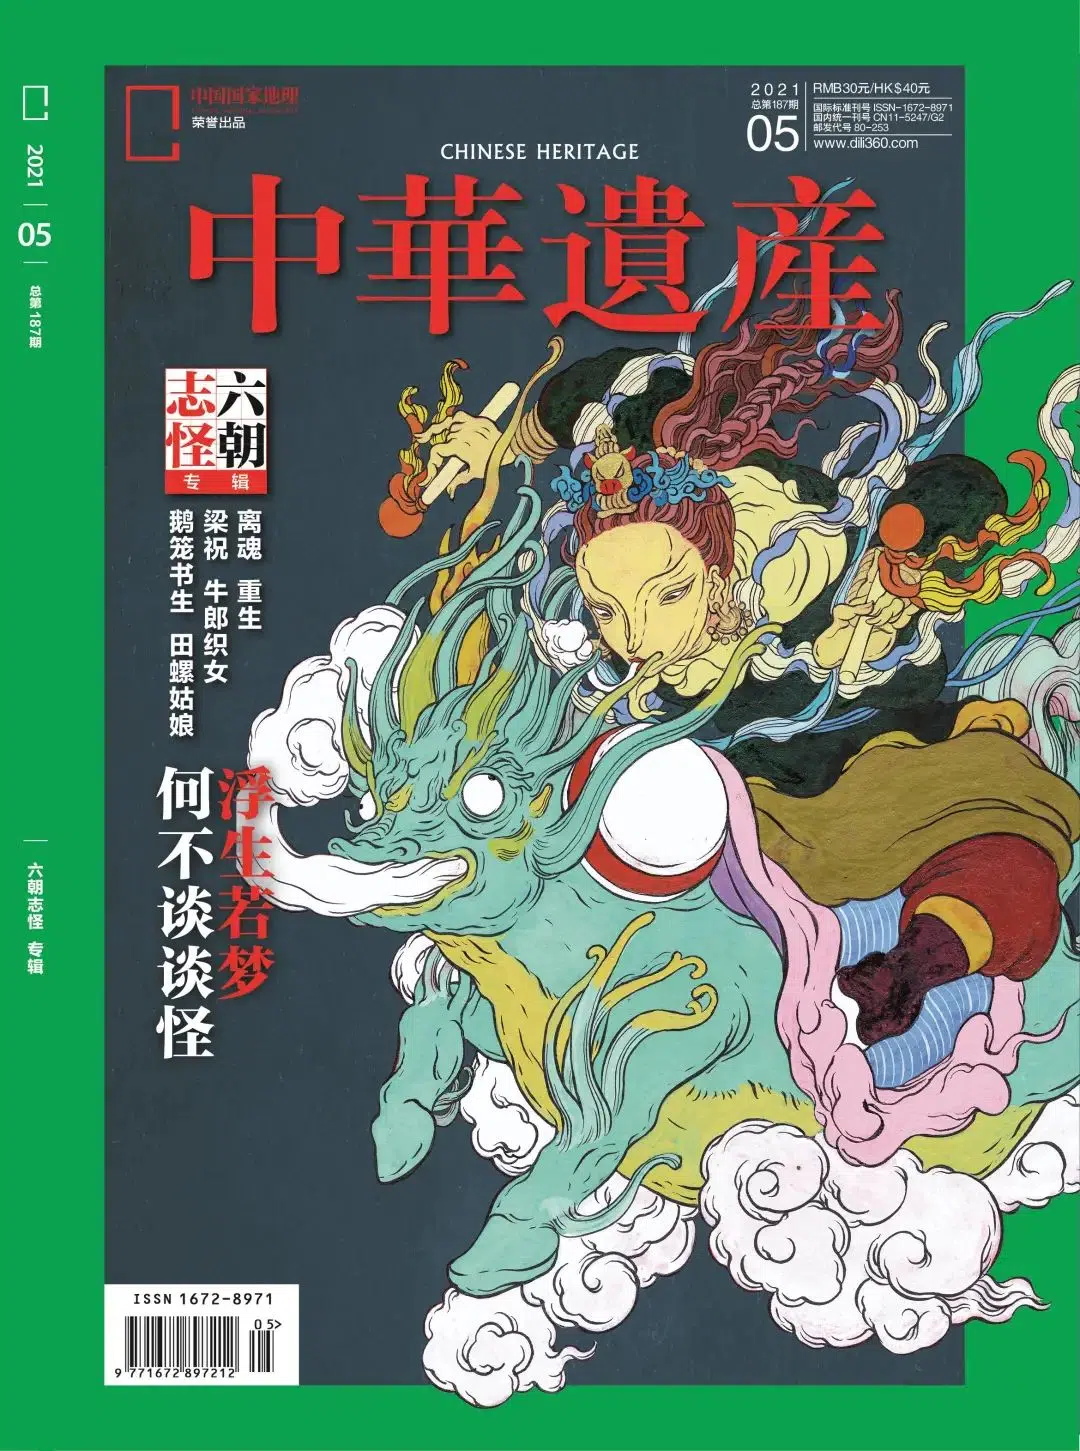 2021
05
总第187期
六朝志怪 专辑
中国国家地理
荣誉出品
2021
总第187期
05
RMB30元/HK$40元
国际标准刊号 ISSN-1672-8971
国内统一刊号 CN11-5247/G2
邮发代号 80-253
www.dili360.com
CHINESE HERITAGE
中華遺産
六朝
志怪
专辑
离魂 重生
梁祝 牛郎织女
鹅笼书生 田螺姑娘
浮生若梦
何不谈谈怪
ISSN 1672-8971
05>
9 771672 897212